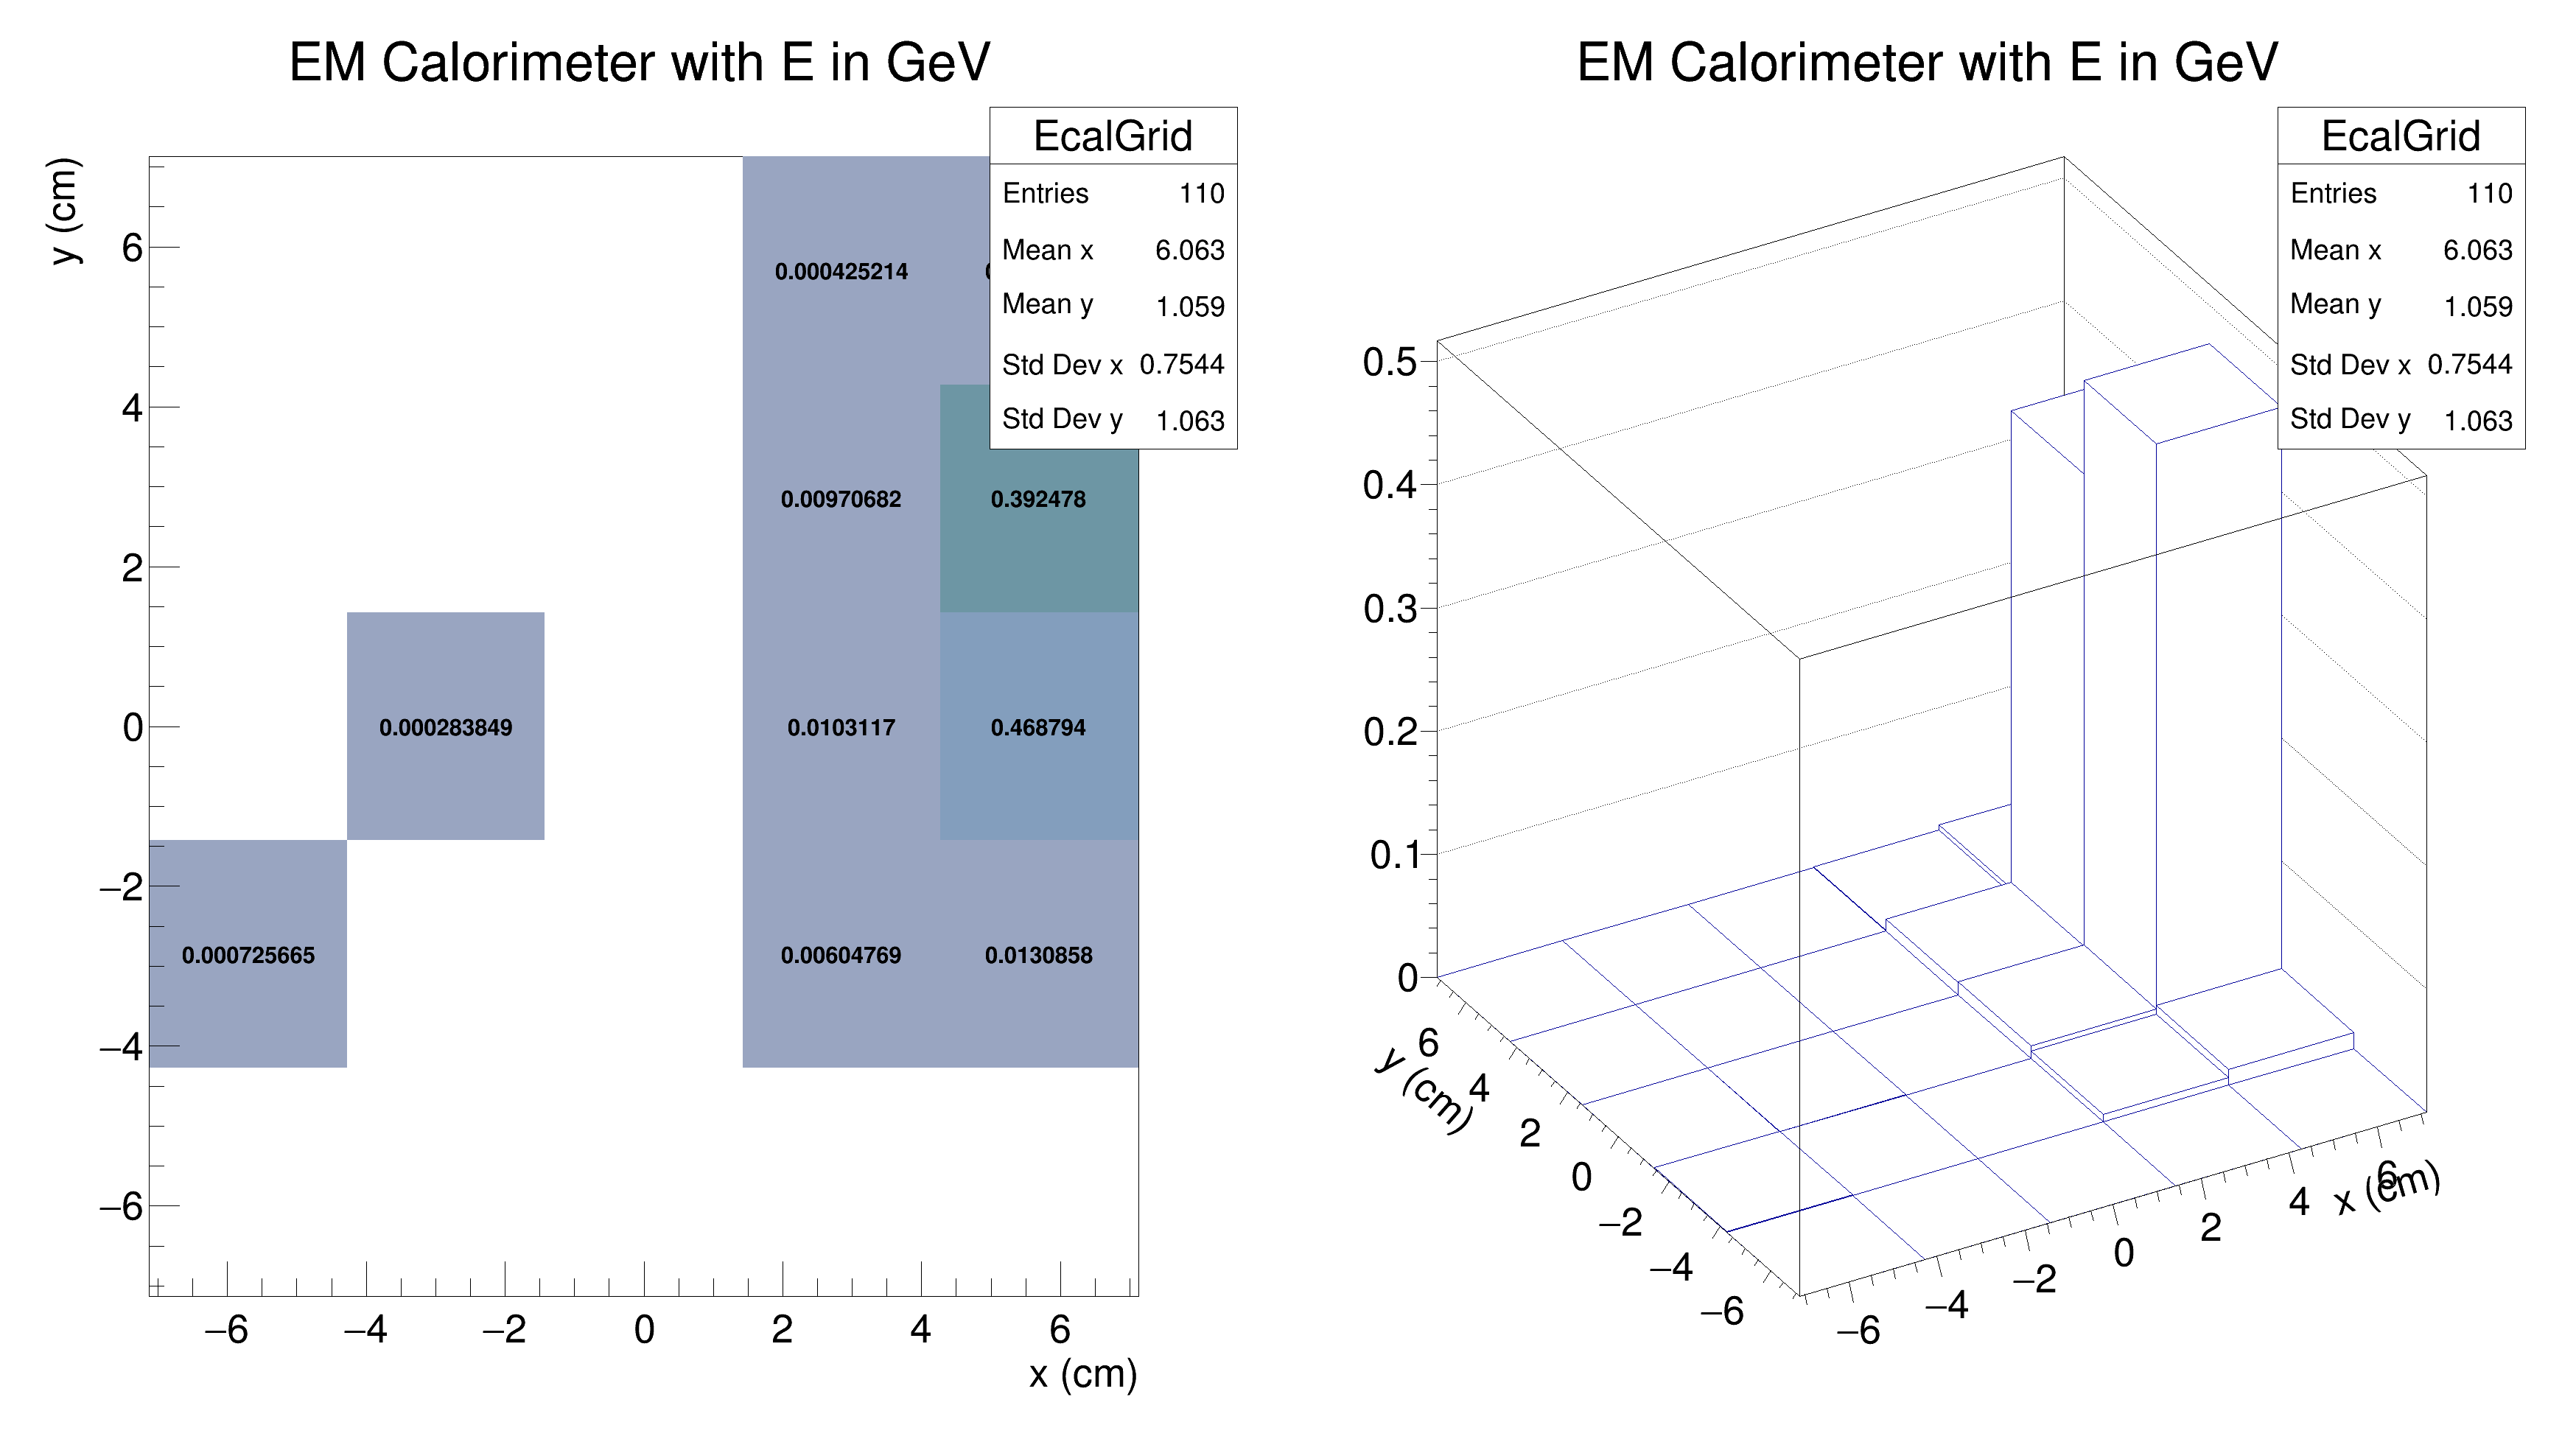 EM Calorimeter with E in GeV
EcalGrid
Entries 110
Mean x 6.063
Mean y 1.059
Std Dev x 0.7544
Std Dev y 1.063
y (cm)
6
4
2
0
−2
−4
−6
0.000425214
0.00970682
0.392478
0.000283849
0.0103117
0.468794
0.000725665
0.00604769
0.0130858
−6
−4
−2
0
2
4
6
x (cm)
EM Calorimeter with E in GeV
EcalGrid
Entries 110
Mean x 6.063
Mean y 1.059
Std Dev x 0.7544
Std Dev y 1.063
0.5
0.4
0.3
0.2
0.1
0
y (cm)
6
4
2
0
−2
−4
−6
−6
−4
−2
0
2
4
6
x (cm)